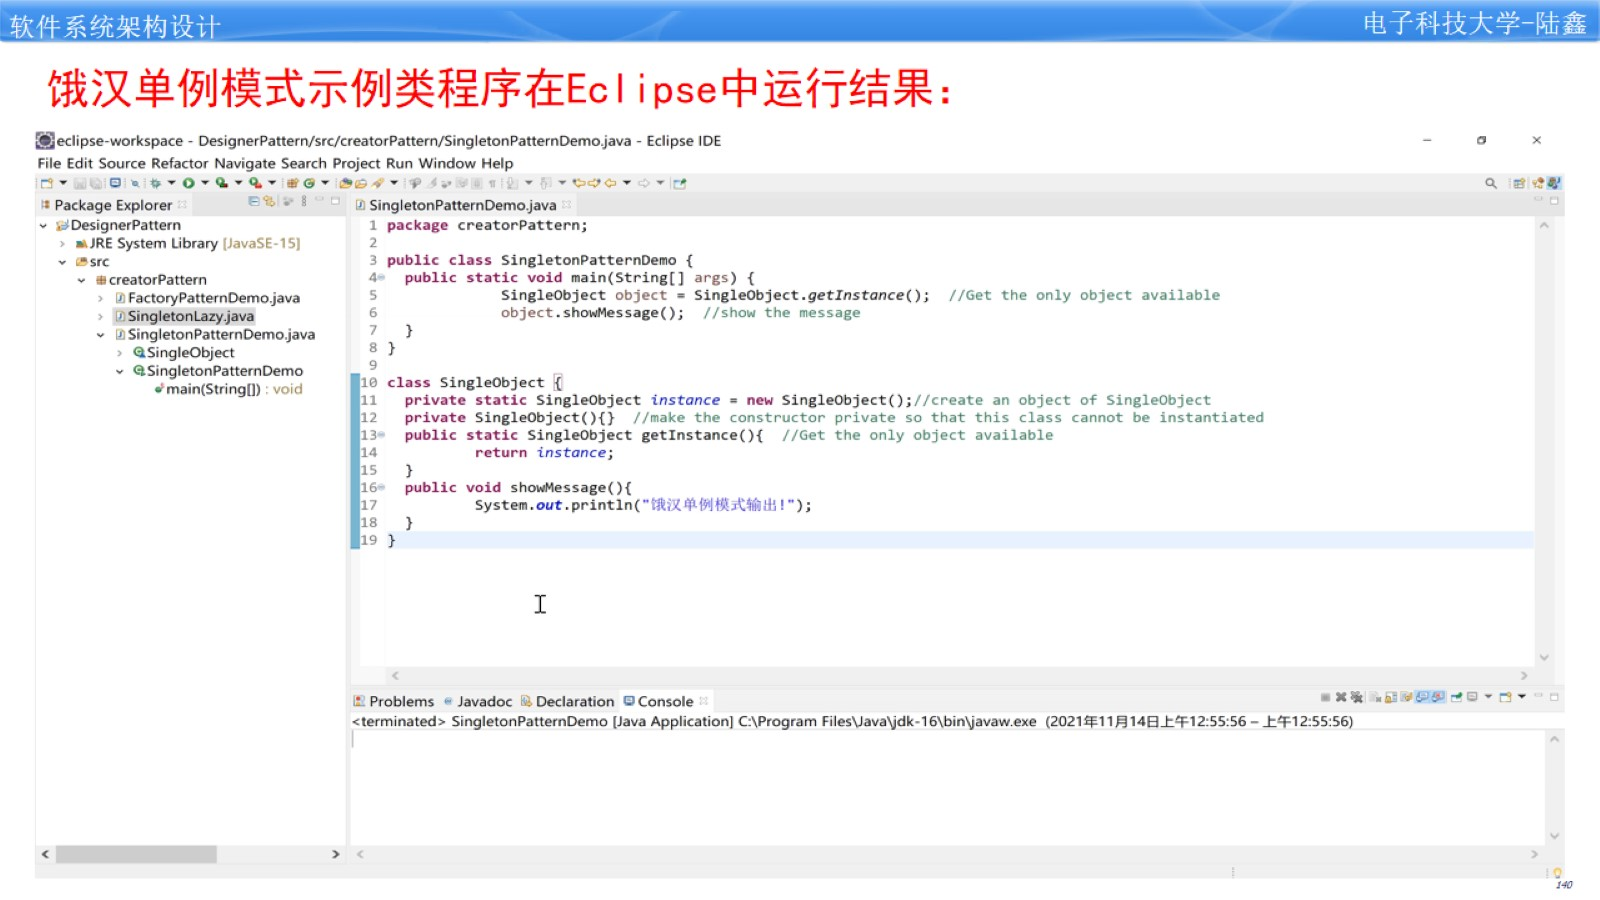 软件系统架构设计
电子科技大学-陆鑫
饿汉单例模式示例类程序在Eclipse中运行结果：
eclipse-workspace - DesignerPattern/src/creatorPattern/SingletonPatternDemo.java - Eclipse IDE
File Edit Source Refactor Navigate Search Project Run Window Help
Package Explorer
DesignerPattern
JRE System Library [JavaSE-15]
src
creatorPattern
FactoryPatternDemo.java
SingletonLazy.java
SingletonPatternDemo.java
SingleObject
SingletonPatternDemo
main(String[]) : void
SingletonPatternDemo.java
1 package creatorPattern;
2
3 public class SingletonPatternDemo {
4 public static void main(String[] args) {
5 SingleObject object = SingleObject.getInstance(); //Get the only object available
6 object.showMessage(); //show the message
7 }
8 }
9
10 class SingleObject {
11 private static SingleObject instance = new SingleObject();//create an object of SingleObject
12 private SingleObject(){} //make the constructor private so that this class cannot be instantiated
13 public static SingleObject getInstance(){ //Get the only object available
14 return instance;
15 }
16 public void showMessage(){
17 System.out.println("饿汉单例模式输出!");
18 }
19 }
Problems Javadoc Declaration Console
<terminated> SingletonPatternDemo [Java Application] C:\Program Files\Java\jdk-16\bin\javaw.exe (2021年11月14日上午12:55:56 – 上午12:55:56)
140